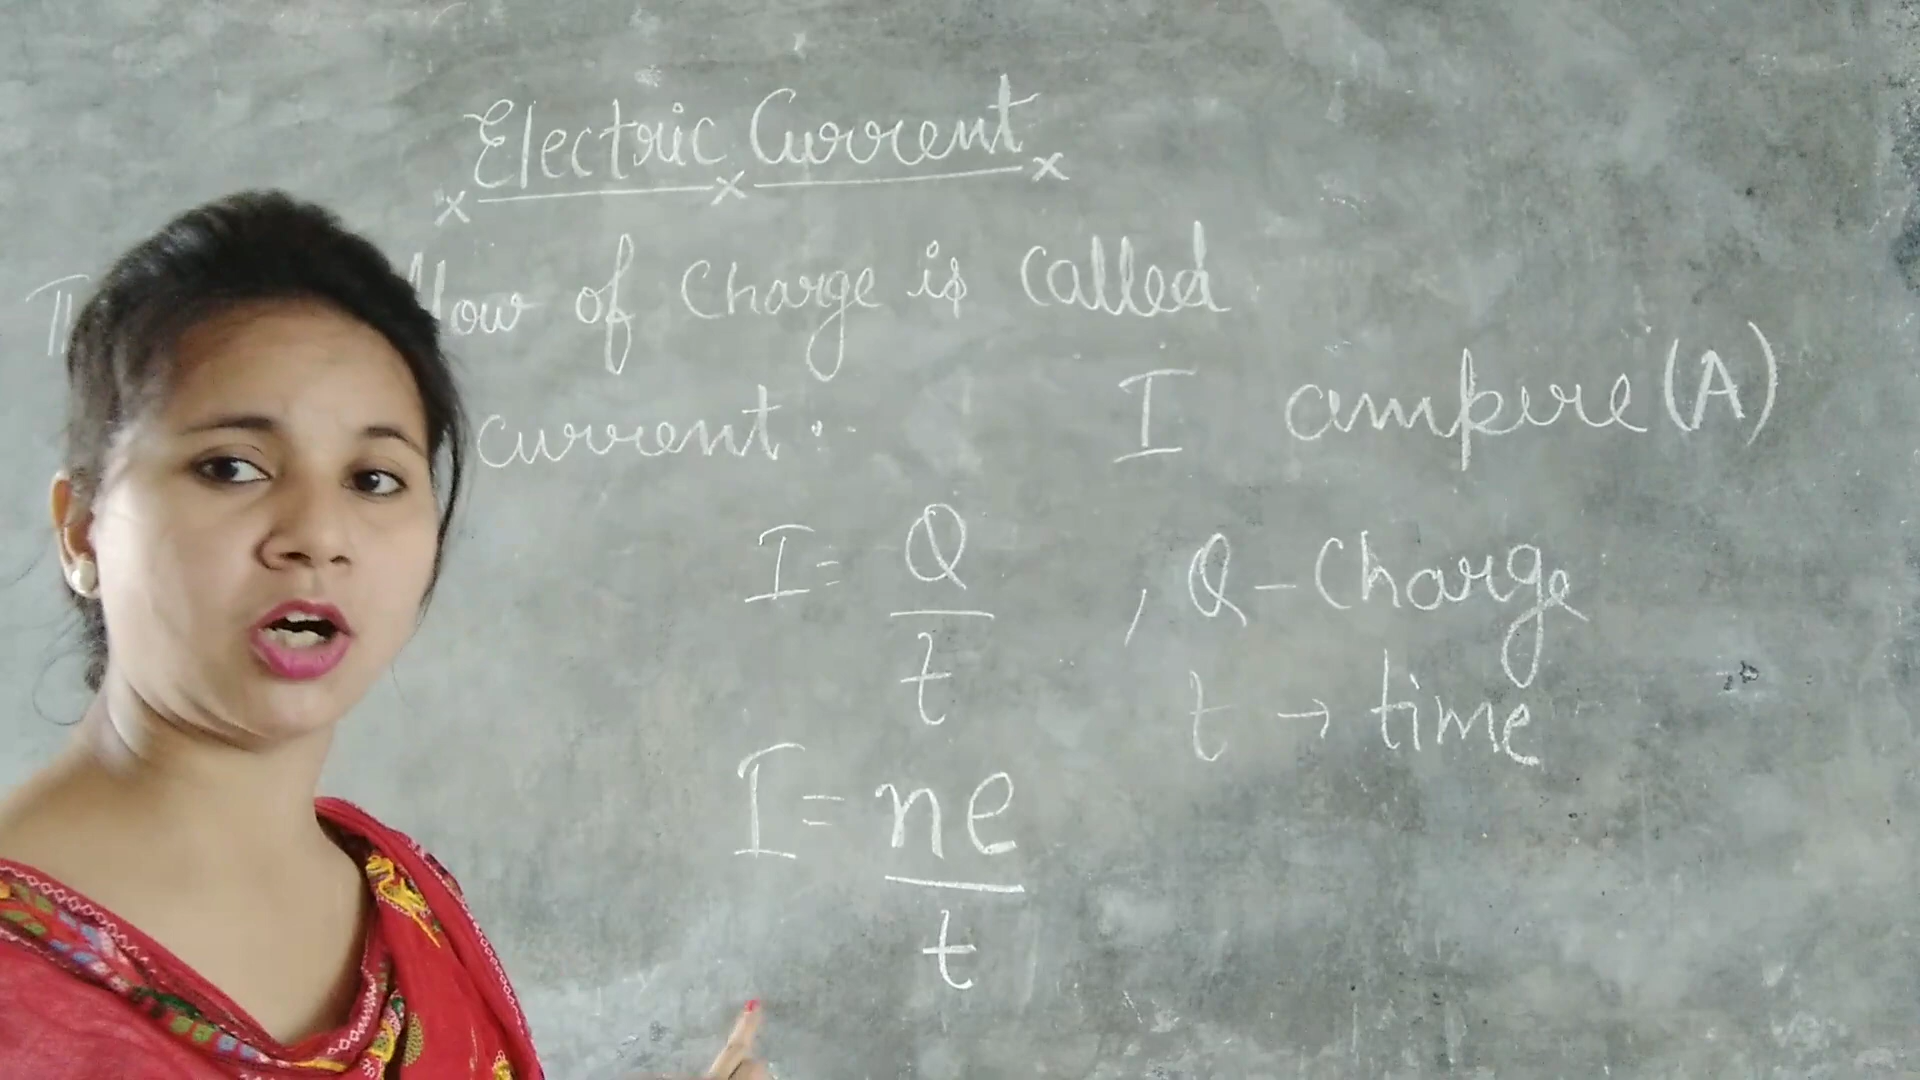 Electric Current
flow of Charge is called
current. I ampere (A)
I = Q/t , Q - Charge
t → time
I = ne/t